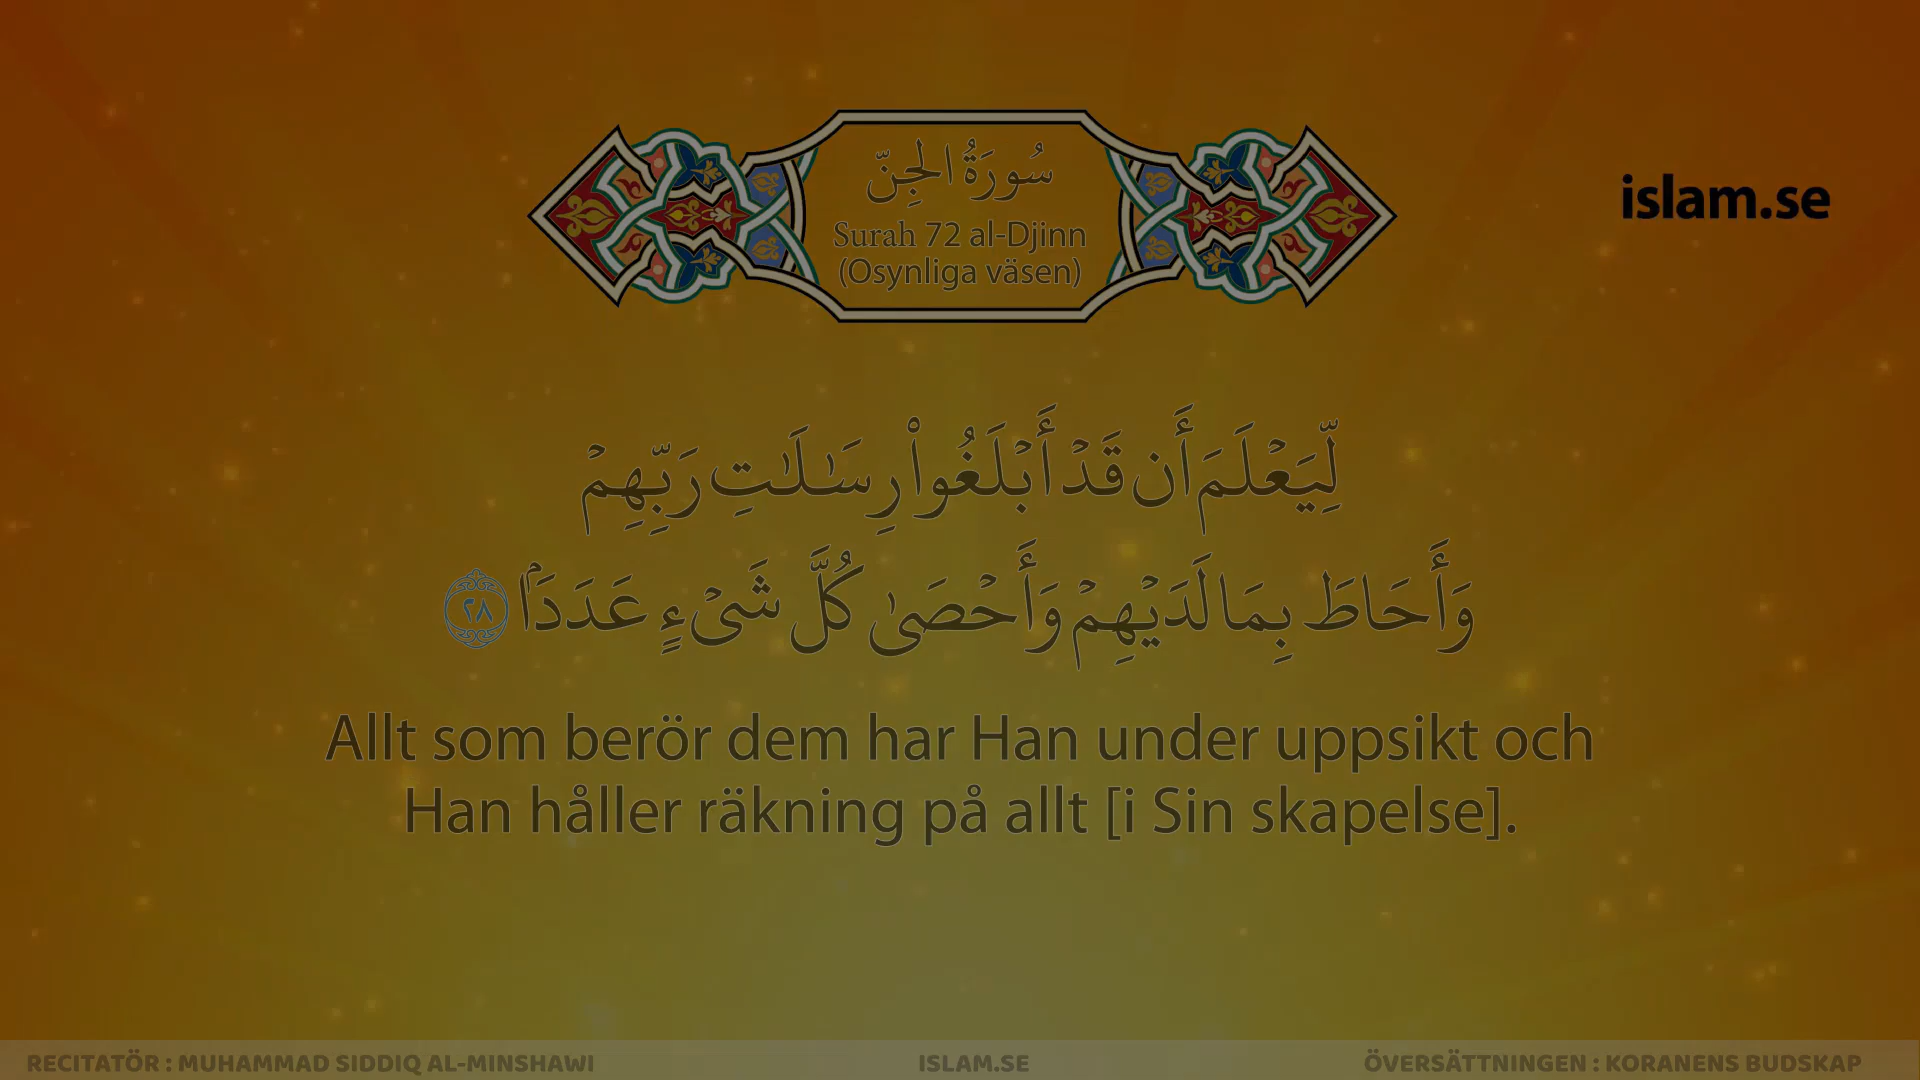 سُورَةُ الجِنّ
Surah 72 al-Djinn
(Osynliga väsen)
islam.se
لِّيَعْلَمَ أَن قَدْ أَبْلَغُوا۟ رِسَـٰلَـٰتِ رَبِّهِمْ
وَأَحَاطَ بِمَا لَدَيْهِمْ وَأَحْصَىٰ كُلَّ شَىْءٍ عَدَدَۢا ٢٨
Allt som berör dem har Han under uppsikt och
Han håller räkning på allt [i Sin skapelse].
RECITATÖR : MUHAMMAD SIDDIQ AL-MINSHAWI
ISLAM.SE
ÖVERSÄTTNINGEN : KORANENS BUDSKAP